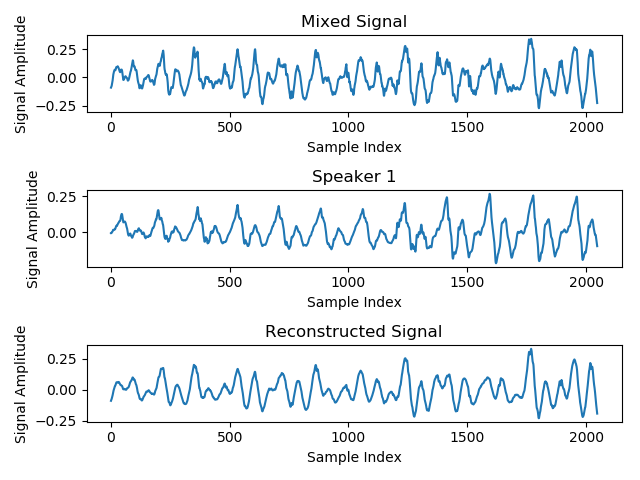 Mixed Signal
Signal Amplitude
0.25
0.00
−0.25
0 500 1000 1500 2000
Sample Index
Speaker 1
Signal Amplitude
0.25
0.00
0 500 1000 1500 2000
Sample Index
Reconstructed Signal
Signal Amplitude
0.25
0.00
−0.25
0 500 1000 1500 2000
Sample Index